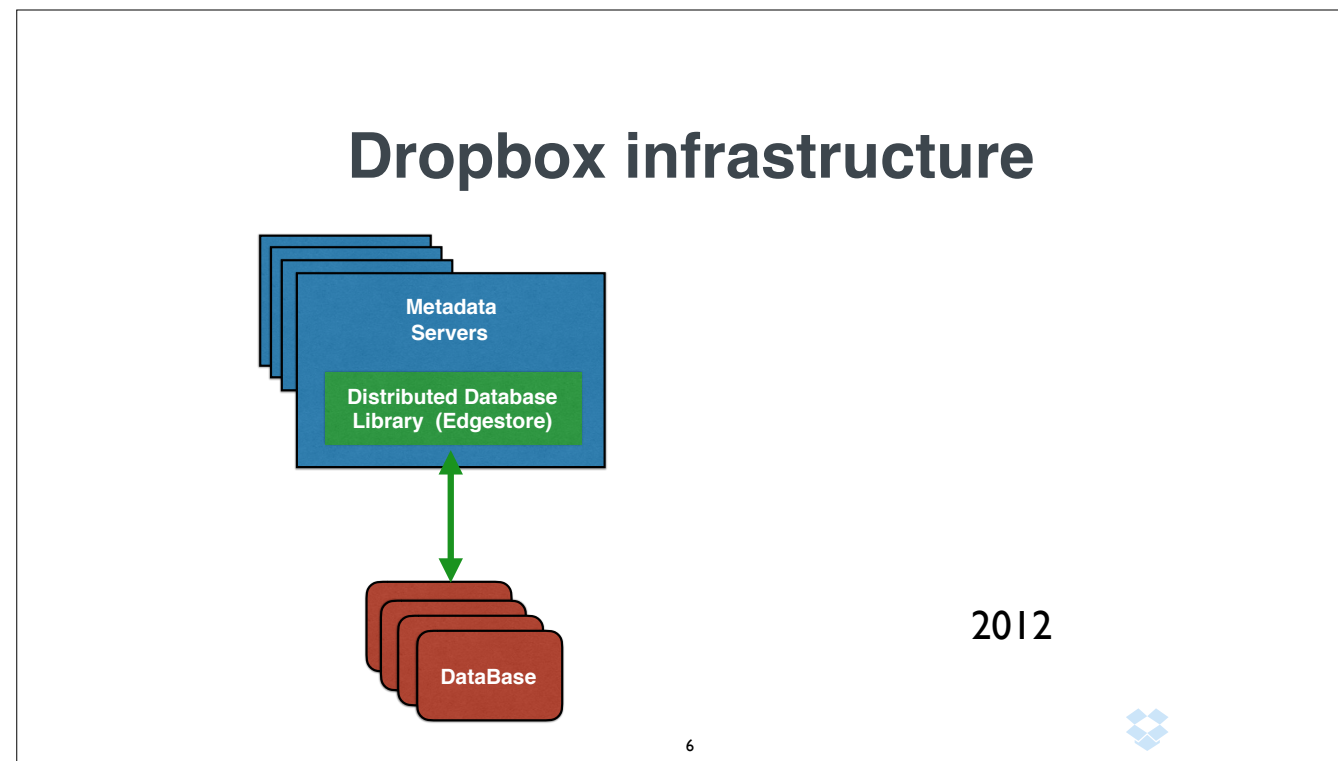 Dropbox infrastructure
Metadata
Servers
Distributed Database
Library (Edgestore)
DataBase
2012
6